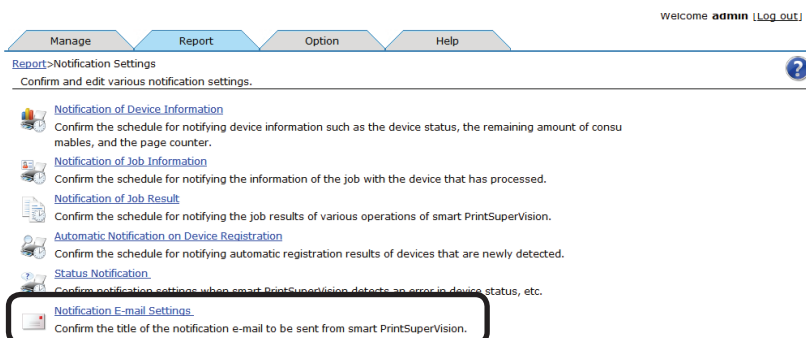 Welcome admin [Log out]
Manage Report Option Help
Report>Notification Settings
Confirm and edit various notification settings.
Notification of Device Information
Confirm the schedule for notifying device information such as the device status, the remaining amount of consu
mables, and the page counter.
Notification of Job Information
Confirm the schedule for notifying the information of the job with the device that has processed.
Notification of Job Result
Confirm the schedule for notifying the job results of various operations of smart PrintSuperVision.
Automatic Notification on Device Registration
Confirm the schedule for notifying automatic registration results of devices that are newly detected.
Status Notification
Confirm notification settings when smart PrintSuperVision detects an error in device status, etc.
Notification E-mail Settings
Confirm the title of the notification e-mail to be sent from smart PrintSuperVision.